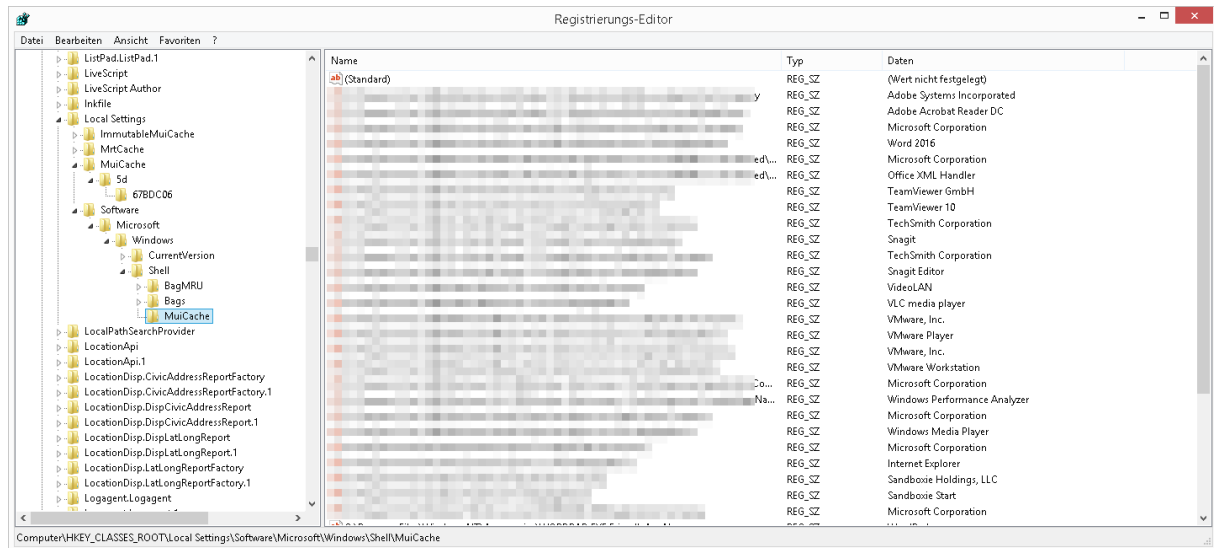 Registrierungs-Editor
Datei Bearbeiten Ansicht Favoriten ?
ListPad.ListPad.1
LiveScript
LiveScript Author
lnkfile
Local Settings
ImmutableMuiCache
MrtCache
MuiCache
5d
67BDC06
Software
Microsoft
Windows
CurrentVersion
Shell
BagMRU
Bags
MuiCache
LocalPathSearchProvider
LocationApi
LocationApi.1
LocationDisp.CivicAddressReportFactory
LocationDisp.CivicAddressReportFactory.1
LocationDisp.DispCivicAddressReport
LocationDisp.DispCivicAddressReport.1
LocationDisp.DispLatLongReport
LocationDisp.DispLatLongReport.1
LocationDisp.LatLongReportFactory
LocationDisp.LatLongReportFactory.1
Logagent.Logagent
Name Typ Daten
(Standard) REG_SZ (Wert nicht festgelegt)
y REG_SZ Adobe Systems Incorporated
REG_SZ Adobe Acrobat Reader DC
REG_SZ Microsoft Corporation
REG_SZ Word 2016
ed\... REG_SZ Microsoft Corporation
ed\... REG_SZ Office XML Handler
REG_SZ TeamViewer GmbH
REG_SZ TeamViewer 10
REG_SZ TechSmith Corporation
REG_SZ Snagit
REG_SZ TechSmith Corporation
REG_SZ Snagit Editor
REG_SZ VideoLAN
REG_SZ VLC media player
REG_SZ VMware, Inc.
REG_SZ VMware Player
REG_SZ VMware, Inc.
REG_SZ VMware Workstation
Co... REG_SZ Microsoft Corporation
Na... REG_SZ Windows Performance Analyzer
REG_SZ Microsoft Corporation
REG_SZ Windows Media Player
REG_SZ Microsoft Corporation
REG_SZ Internet Explorer
REG_SZ Sandboxie Holdings, LLC
REG_SZ Sandboxie Start
REG_SZ Microsoft Corporation
Computer\HKEY_CLASSES_ROOT\Local Settings\Software\Microsoft\Windows\Shell\MuiCache